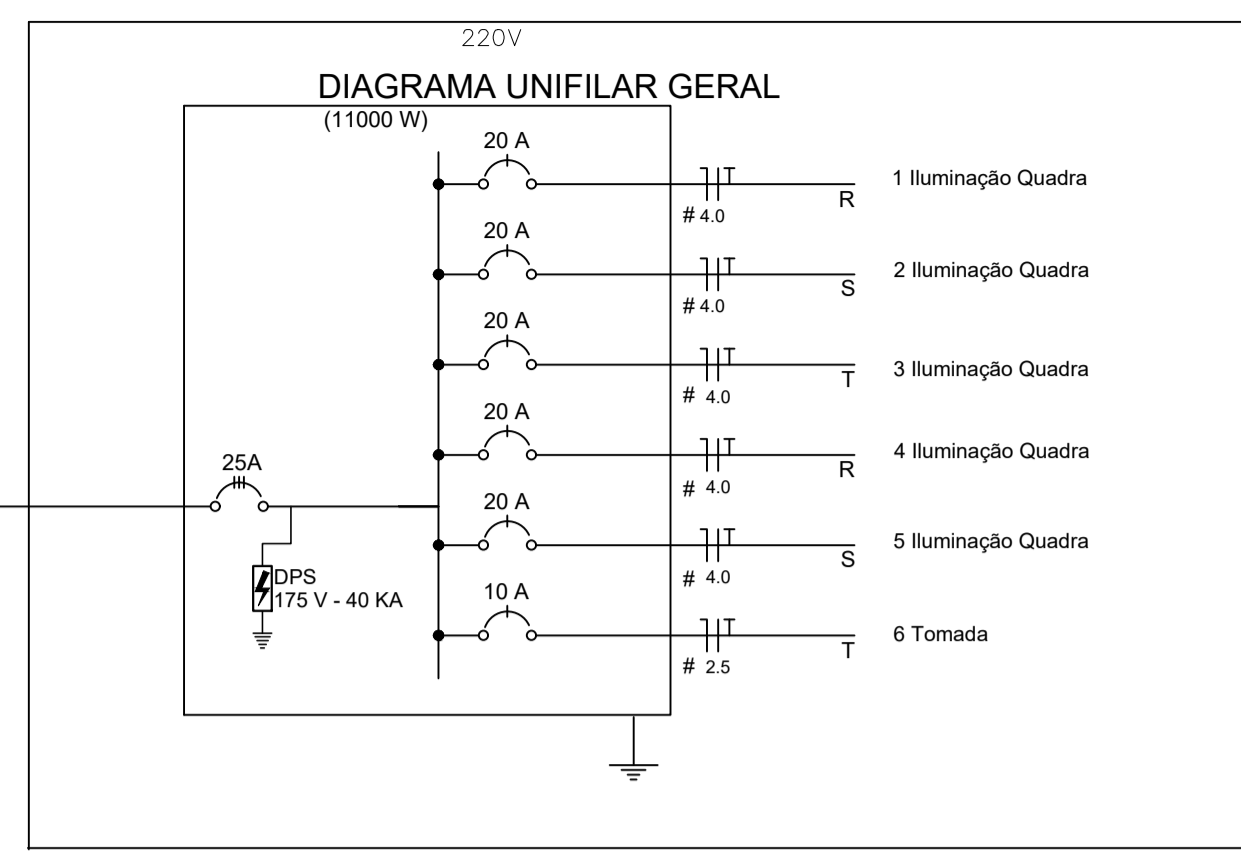 220V
DIAGRAMA UNIFILAR GERAL
(11000 W)
20 A
# 4.0
R
1 Iluminação Quadra
20 A
# 4.0
S
2 Iluminação Quadra
20 A
# 4.0
T
3 Iluminação Quadra
20 A
# 4.0
R
4 Iluminação Quadra
25A
DPS
175 V - 40 KA
20 A
# 4.0
S
5 Iluminação Quadra
10 A
# 2.5
T
6 Tomada